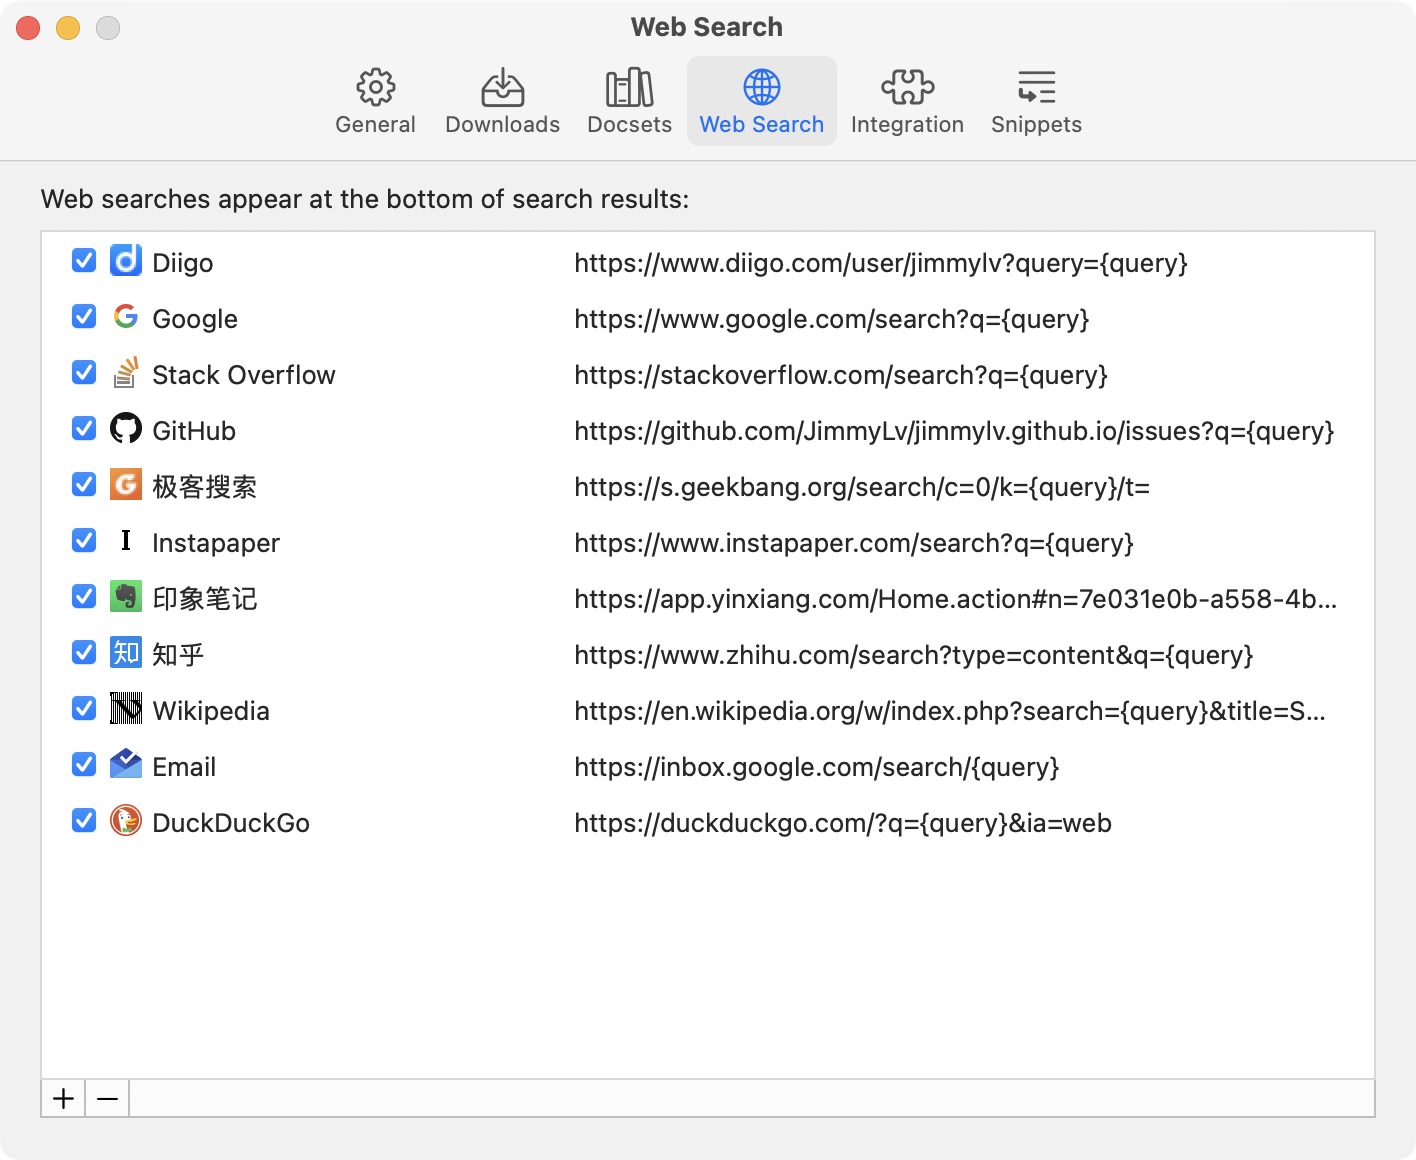 Web Search
General Downloads Docsets Web Search Integration Snippets
Web searches appear at the bottom of search results:
Diigo https://www.diigo.com/user/jimmylv?query={query}
Google https://www.google.com/search?q={query}
Stack Overflow https://stackoverflow.com/search?q={query}
GitHub https://github.com/JimmyLv/jimmylv.github.io/issues?q={query}
极客搜索 https://s.geekbang.org/search/c=0/k={query}/t=
I Instapaper https://www.instapaper.com/search?q={query}
印象笔记 https://app.yinxiang.com/Home.action#n=7e031e0b-a558-4b...
知 知乎 https://www.zhihu.com/search?type=content&q={query}
Wikipedia https://en.wikipedia.org/w/index.php?search={query}&title=S...
Email https://inbox.google.com/search/{query}
DuckDuckGo https://duckduckgo.com/?q={query}&ia=web